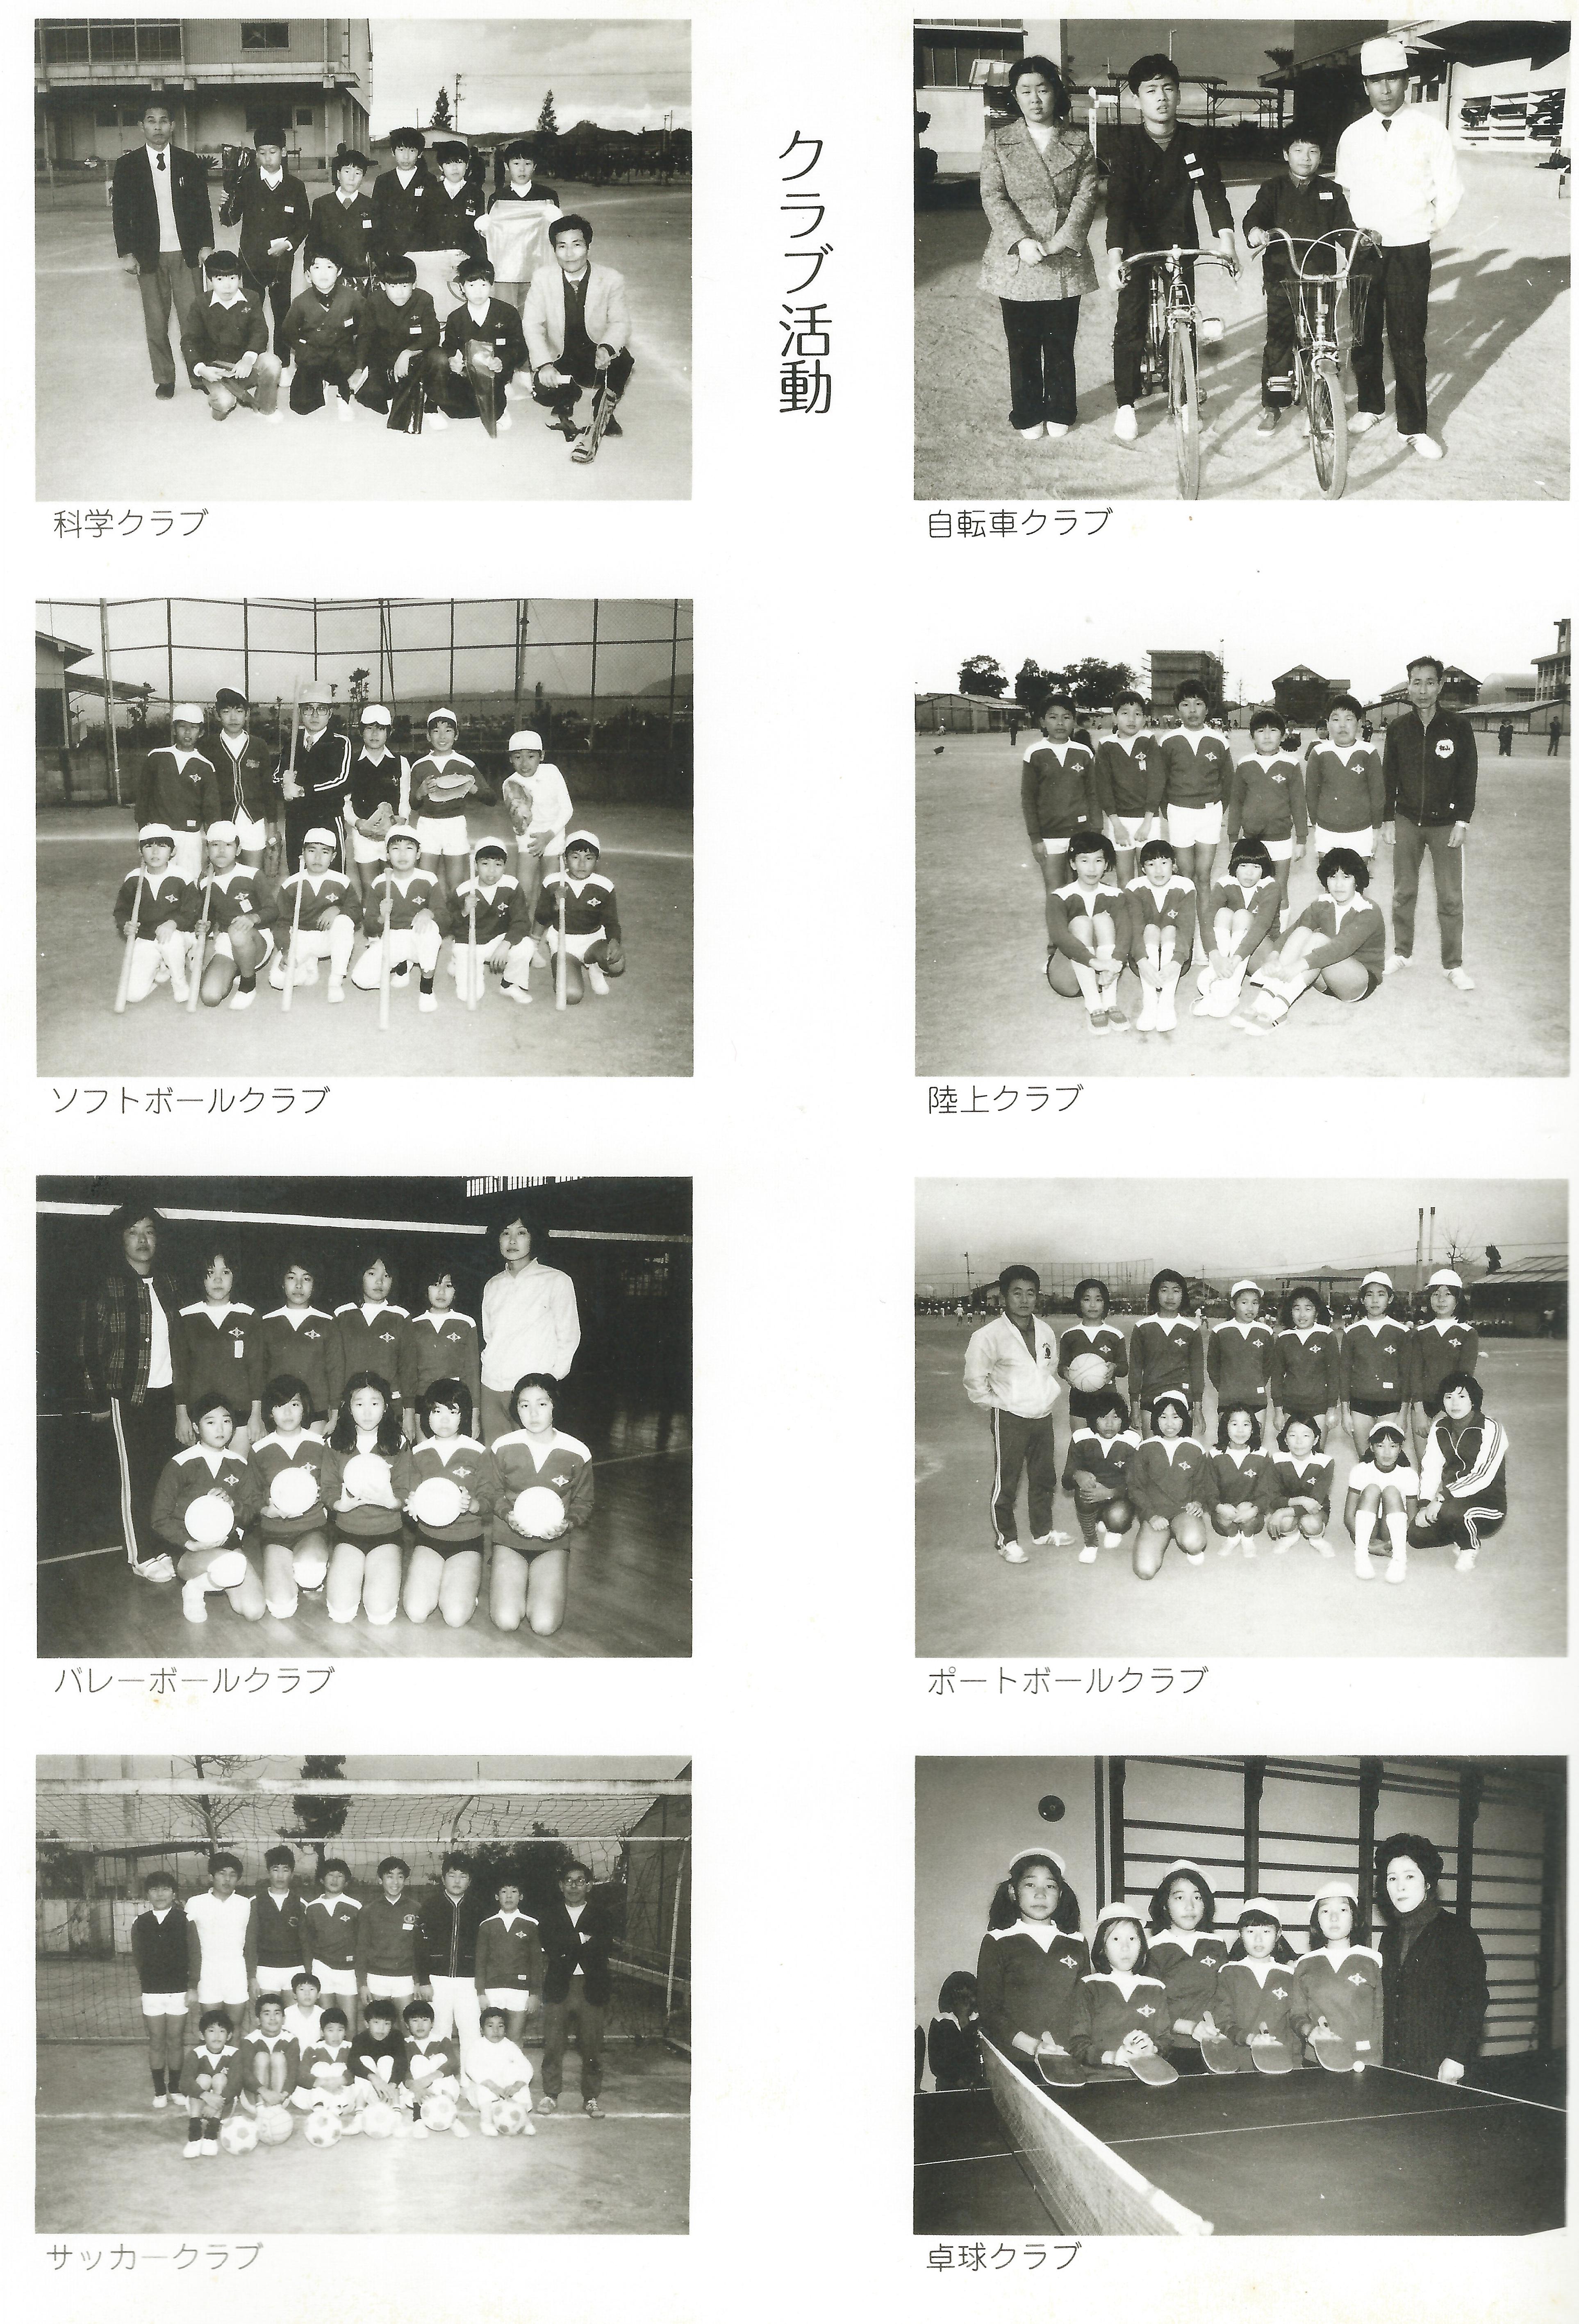 クラブ活動
科学クラブ
自転車クラブ
ソフトボールクラブ
陸上クラブ
バレーボールクラブ
ポートボールクラブ
サッカークラブ
卓球クラブ